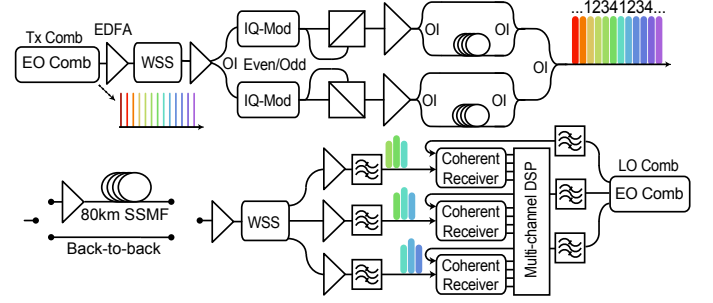 ...12341234...
EDFA
Tx Comb
EO Comb
WSS
OI
IQ-Mod
Even/Odd
IQ-Mod
OI
OI
OI
OI
OI
80km SSMF
Back-to-back
WSS
Coherent
Receiver
Coherent
Receiver
Coherent
Receiver
Multi-channel DSP
LO Comb
EO Comb